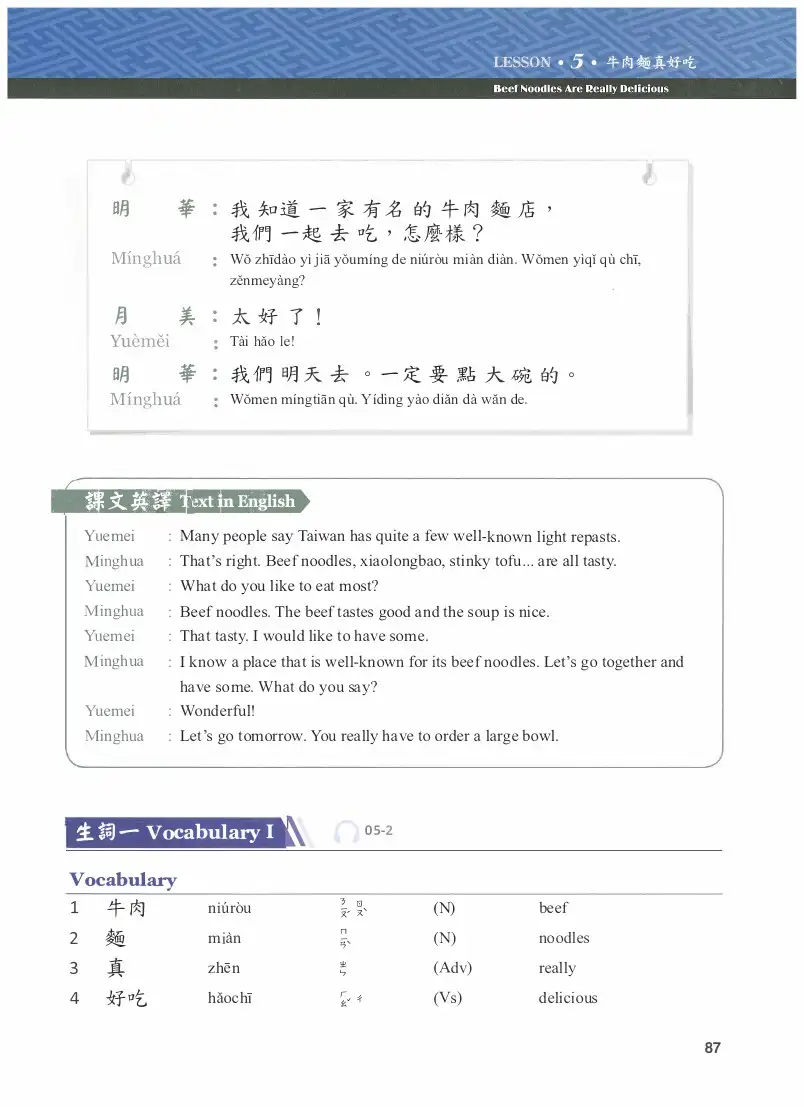 LESSON • 5 • 牛肉麵真好吃
Beef Noodles Are Really Delicious
明 華 ： 我 知道 一 家 有名 的 牛肉 麵 店，
我們 一起 去 吃，怎麼樣？
Mínghuá ： Wǒ zhīdào yì jiā yǒumíng de niúròu miàn diàn. Wǒmen yìqǐ qù chī,
zěnmeyàng?
月 美 ： 太 好 了！
Yuèměi ： Tài hǎo le!
明 華 ： 我們 明天 去。一定 要 點 大 碗 的。
Mínghuá ： Wǒmen míngtiān qù. Yídìng yào diǎn dà wǎn de.
課文英譯 Text in English
Yuemei : Many people say Taiwan has quite a few well-known light repasts.
Minghua : That's right. Beef noodles, xiaolongbao, stinky tofu... are all tasty.
Yuemei : What do you like to eat most?
Minghua : Beef noodles. The beef tastes good and the soup is nice.
Yuemei : That tasty. I would like to have some.
Minghua : I know a place that is well-known for its beef noodles. Let's go together and
have some. What do you say?
Yuemei : Wonderful!
Minghua : Let's go tomorrow. You really have to order a large bowl.
生詞一 Vocabulary I 05-2
Vocabulary
1 牛肉 niúròu ㄋㄧㄡˊ ㄖㄡˋ (N) beef
2 麵 miàn ㄇㄧㄢˋ (N) noodles
3 真 zhēn ㄓㄣ (Adv) really
4 好吃 hǎochī ㄏㄠˇ ㄔ (Vs) delicious
87